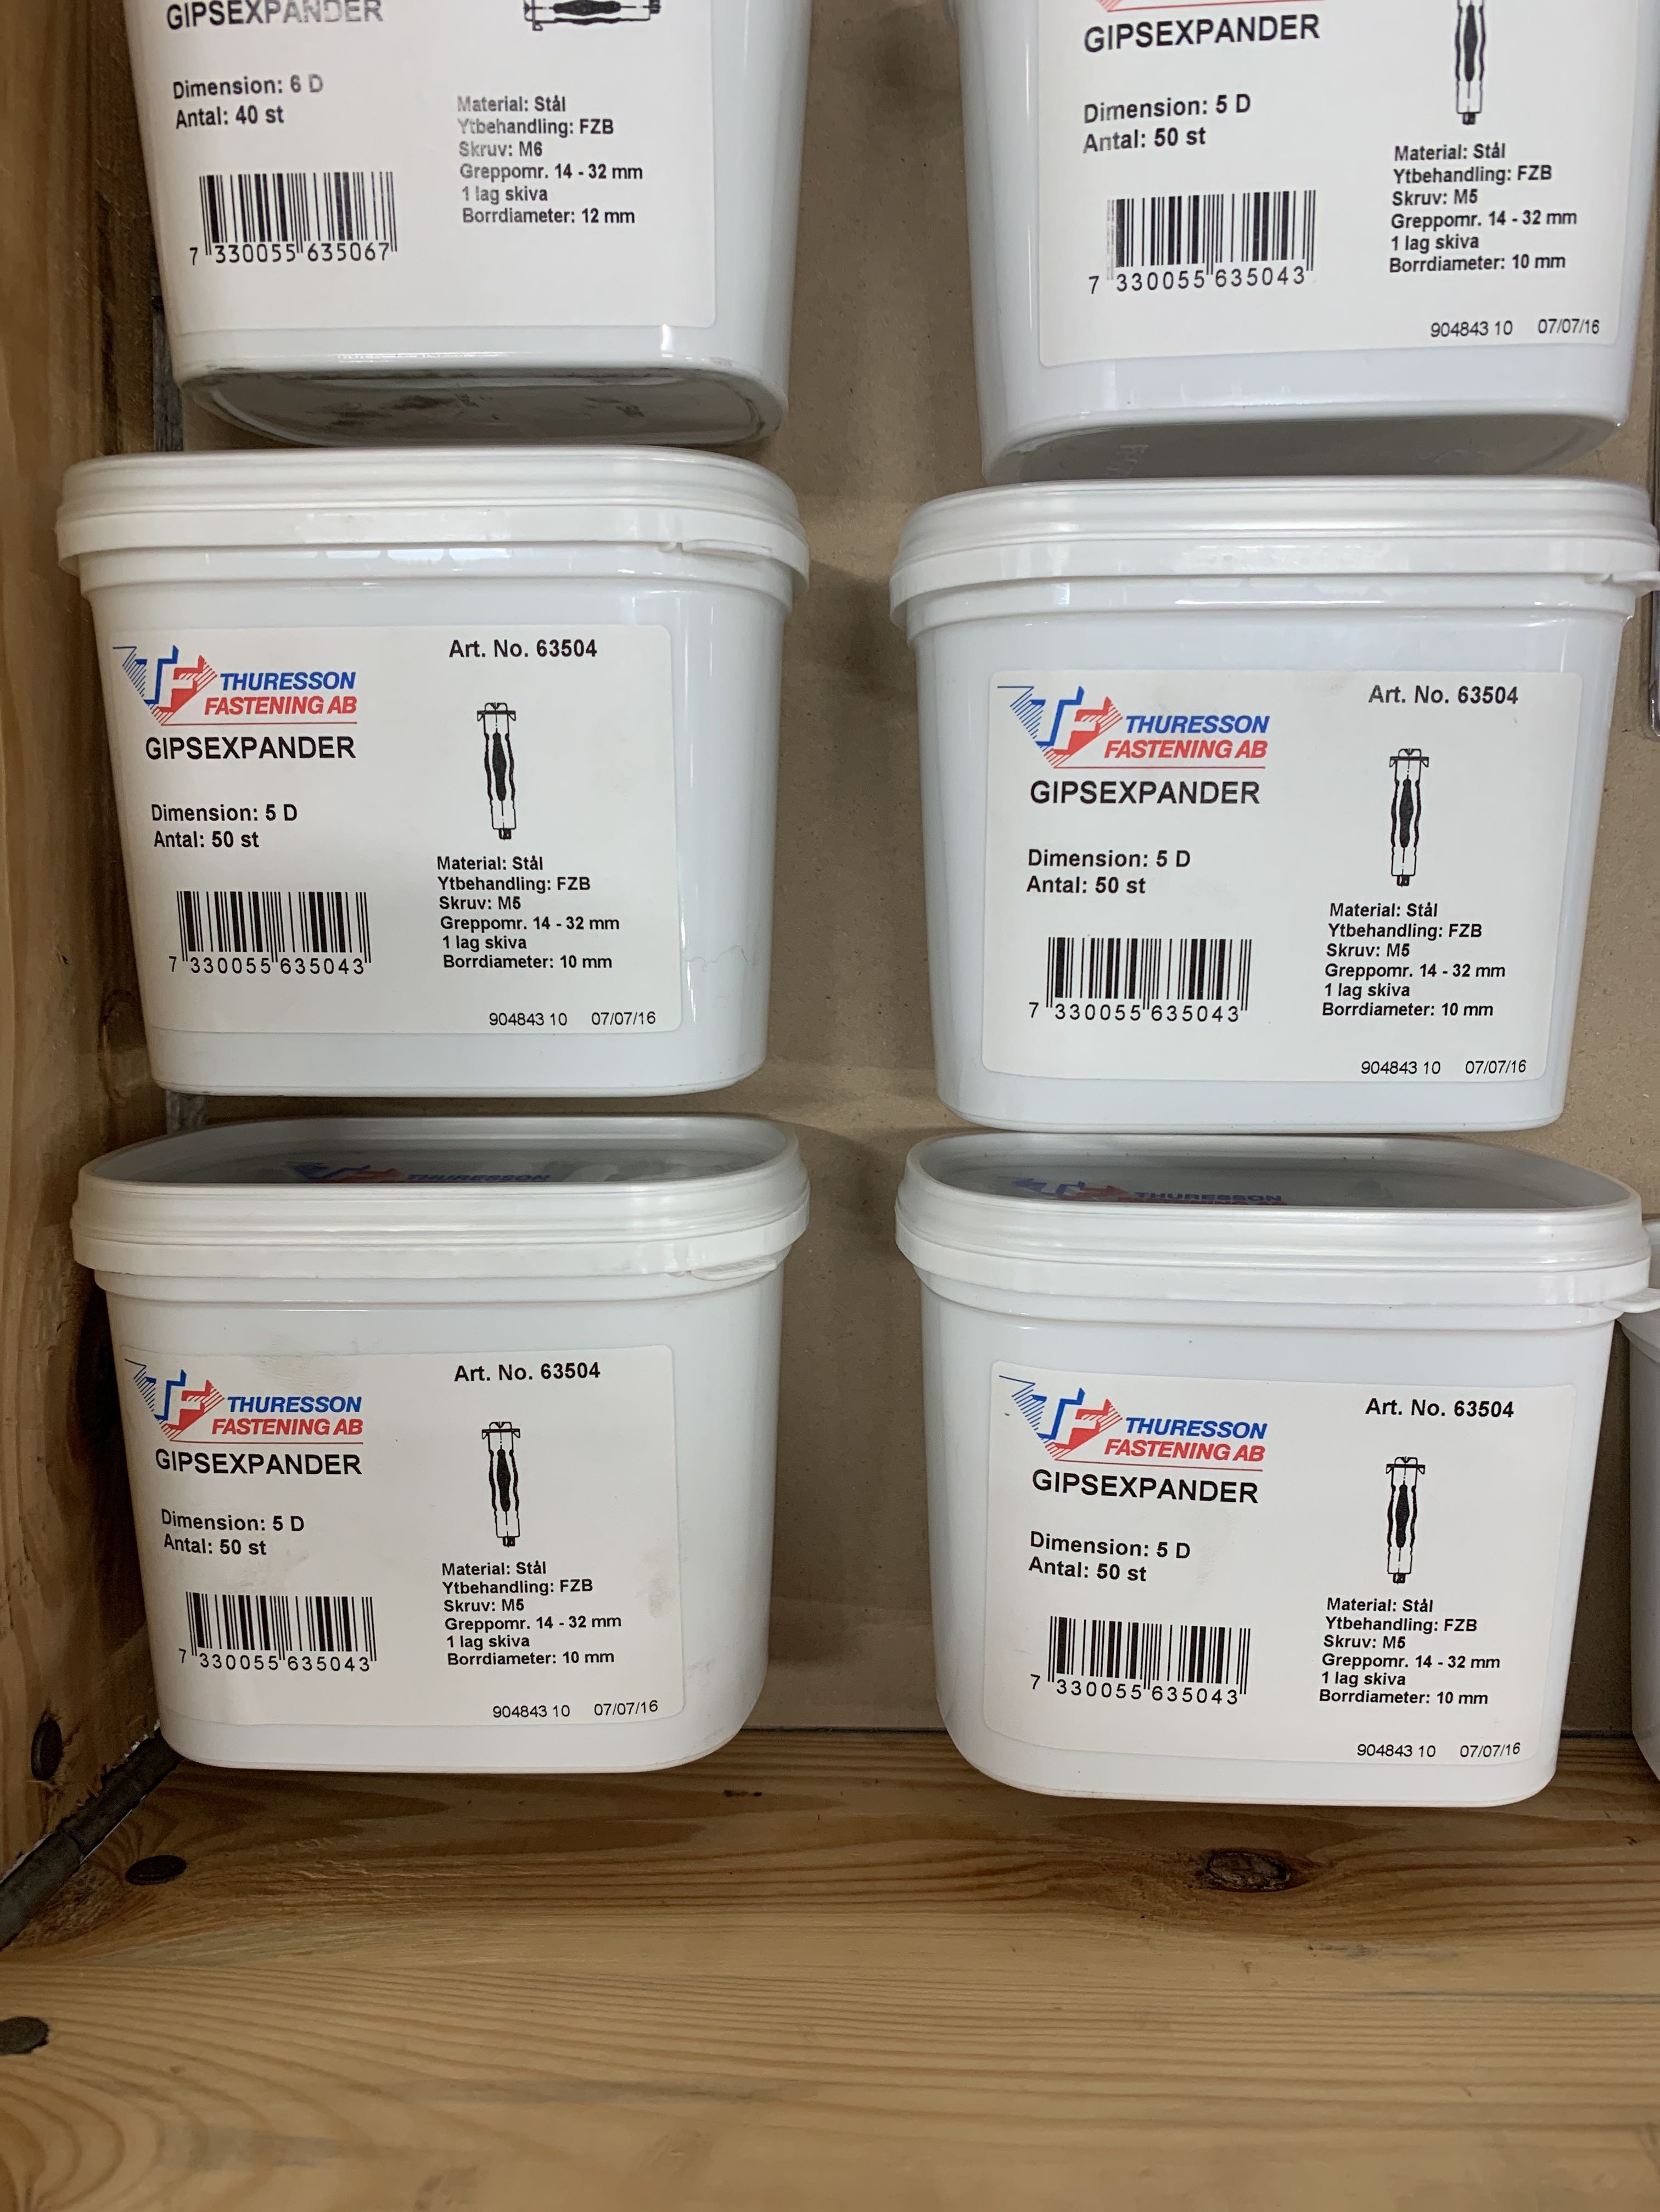 GIPSEXPANDER
Dimension: 6 D
Antal: 40 st
Material: Stål
Ytbehandling: FZB
Skruv: M6
Greppomr. 14 - 32 mm
1 lag skiva
Borrdiameter: 12 mm
7 330055 635067
GIPSEXPANDER
Dimension: 5 D
Antal: 50 st
Material: Stål
Ytbehandling: FZB
Skruv: M5
Greppomr. 14 - 32 mm
1 lag skiva
Borrdiameter: 10 mm
7 330055 635043
904843 10 07/07/16
Art. No. 63504
TF THURESSON
FASTENING AB
GIPSEXPANDER
Dimension: 5 D
Antal: 50 st
Material: Stål
Ytbehandling: FZB
Skruv: M5
Greppomr. 14 - 32 mm
1 lag skiva
Borrdiameter: 10 mm
7 330055 635043
904843 10 07/07/16
Art. No. 63504
TF THURESSON
FASTENING AB
GIPSEXPANDER
Dimension: 5 D
Antal: 50 st
Material: Stål
Ytbehandling: FZB
Skruv: M5
Greppomr. 14 - 32 mm
1 lag skiva
Borrdiameter: 10 mm
7 330055 635043
904843 10 07/07/16
THURESSON
Art. No. 63504
TF THURESSON
FASTENING AB
GIPSEXPANDER
Dimension: 5 D
Antal: 50 st
Material: Stål
Ytbehandling: FZB
Skruv: M5
Greppomr. 14 - 32 mm
1 lag skiva
Borrdiameter: 10 mm
7 330055 635043
904843 10 07/07/16
THURESSON
Art. No. 63504
TF THURESSON
FASTENING AB
GIPSEXPANDER
Dimension: 5 D
Antal: 50 st
Material: Stål
Ytbehandling: FZB
Skruv: M5
Greppomr. 14 - 32 mm
1 lag skiva
Borrdiameter: 10 mm
7 330055 635043
904843 10 07/07/16